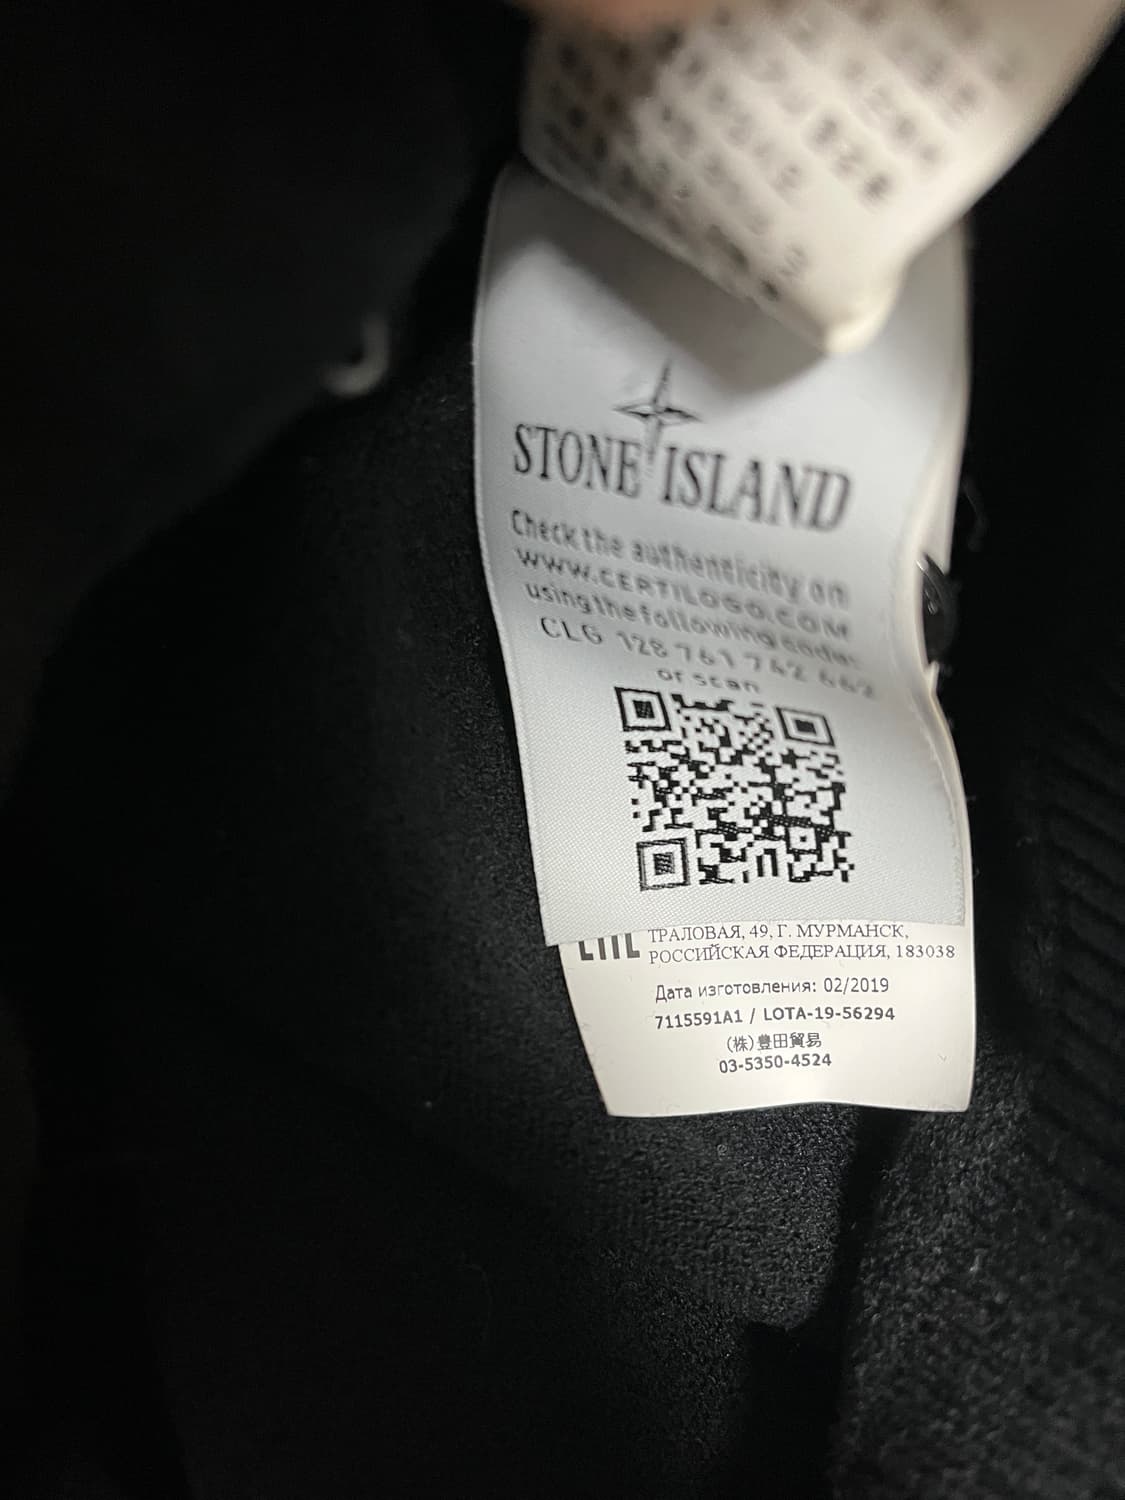 STONE ISLAND
Check the authenticity on
WWW.CERTILOGO.COM
using the following code:
CLG 128 761 742 662
or scan
ТРАЛОВАЯ, 49, Г. МУРМАНСК,
РОССИЙСКАЯ ФЕДЕРАЦИЯ, 183038
Дата изготовления: 02/2019
7115591A1 / LOTA-19-56294
(株)豊田貿易
03-5350-4524